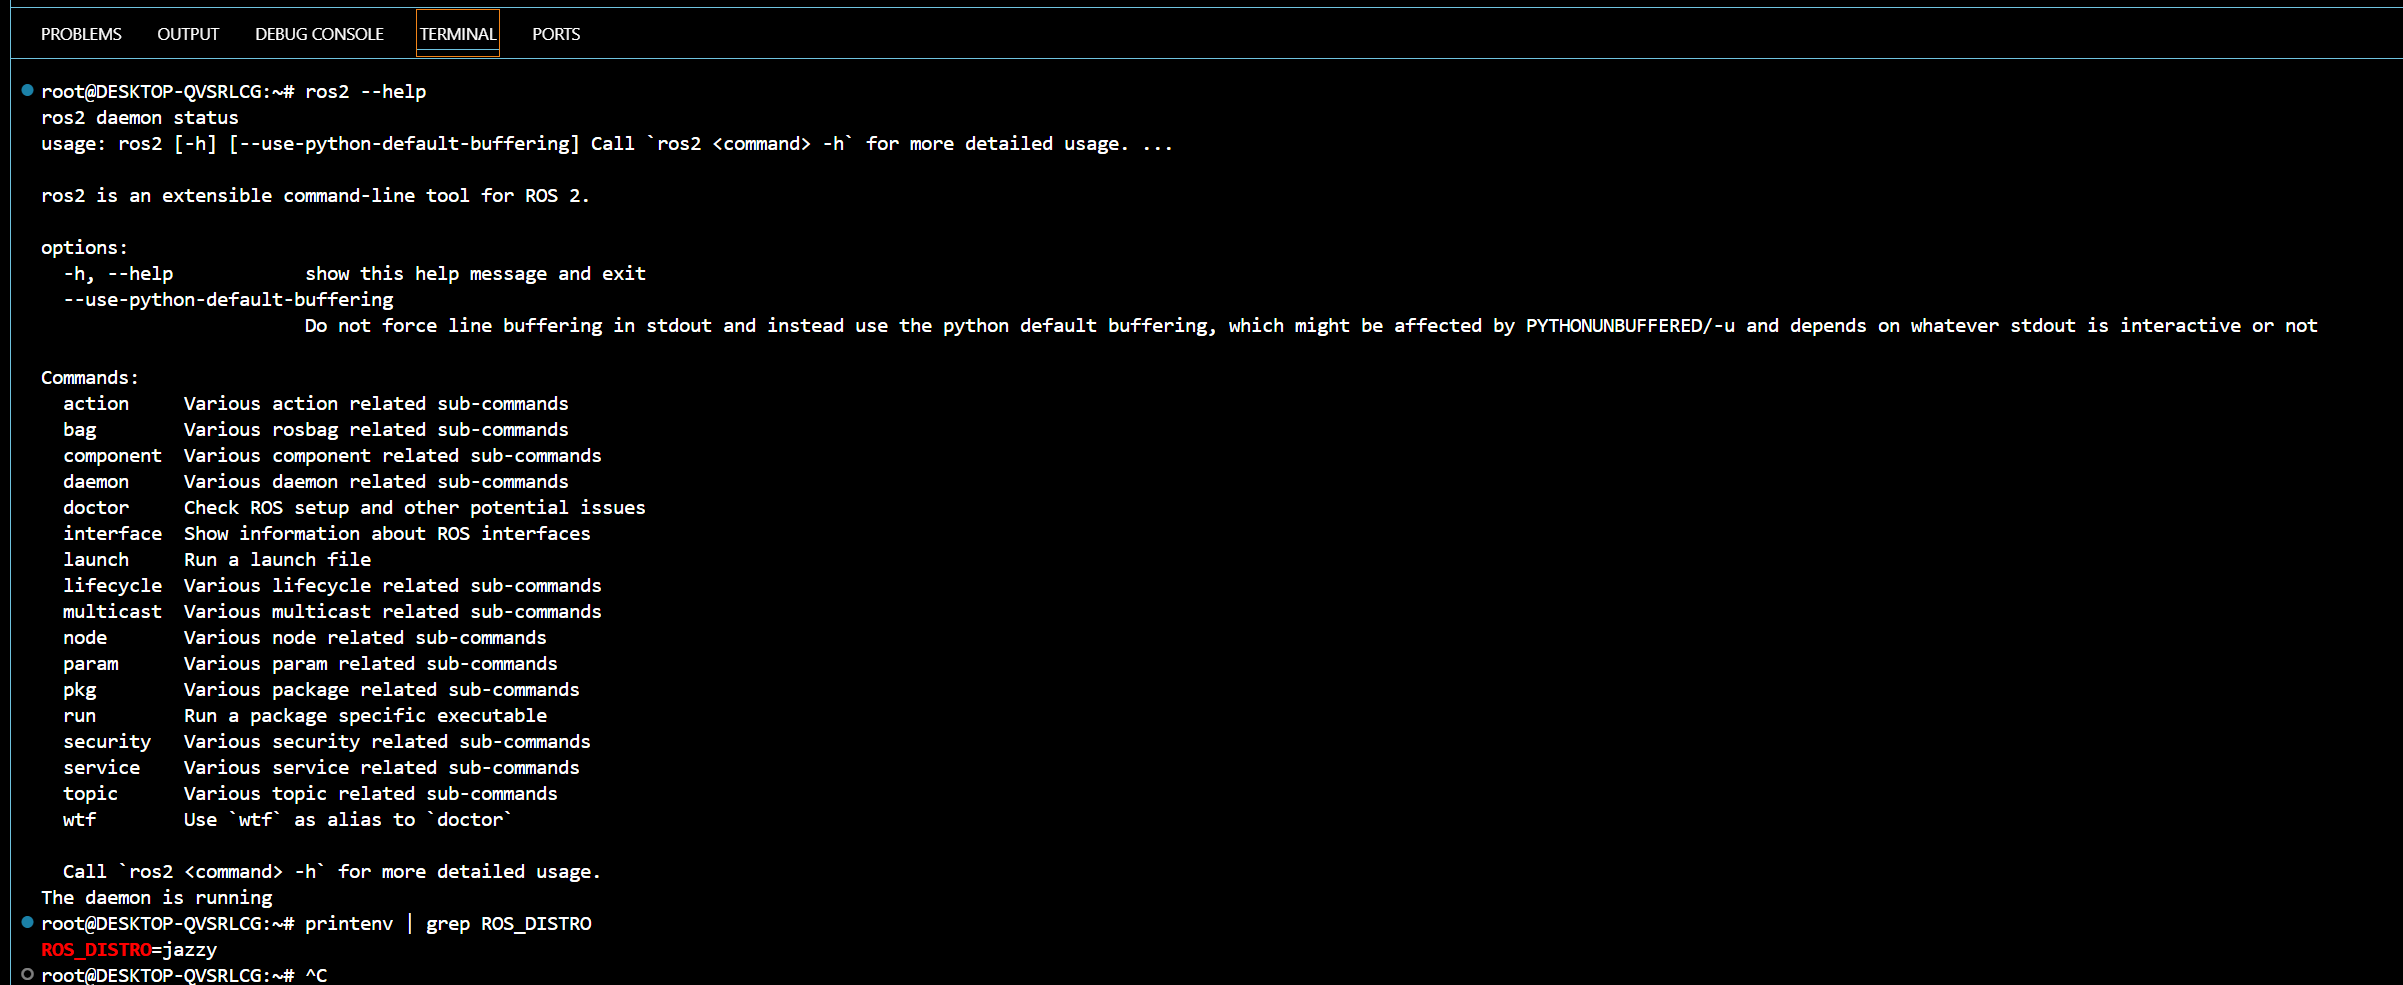 PROBLEMS OUTPUT DEBUG CONSOLE TERMINAL PORTS
root@DESKTOP-QVSRLCG:~# ros2 --help
ros2 daemon status
usage: ros2 [-h] [--use-python-default-buffering] Call `ros2 <command> -h` for more detailed usage. ...
ros2 is an extensible command-line tool for ROS 2.
options:
  -h, --help            show this help message and exit
  --use-python-default-buffering
                        Do not force line buffering in stdout and instead use the python default buffering, which might be affected by PYTHONUNBUFFERED/-u and depends on whatever stdout is interactive or not
Commands:
  action     Various action related sub-commands
  bag        Various rosbag related sub-commands
  component  Various component related sub-commands
  daemon     Various daemon related sub-commands
  doctor     Check ROS setup and other potential issues
  interface  Show information about ROS interfaces
  launch     Run a launch file
  lifecycle  Various lifecycle related sub-commands
  multicast  Various multicast related sub-commands
  node       Various node related sub-commands
  param      Various param related sub-commands
  pkg        Various package related sub-commands
  run        Run a package specific executable
  security   Various security related sub-commands
  service    Various service related sub-commands
  topic      Various topic related sub-commands
  wtf        Use `wtf` as alias to `doctor`
  Call `ros2 <command> -h` for more detailed usage.
The daemon is running
root@DESKTOP-QVSRLCG:~# printenv | grep ROS_DISTRO
ROS_DISTRO=jazzy
root@DESKTOP-QVSRLCG:~# ^C